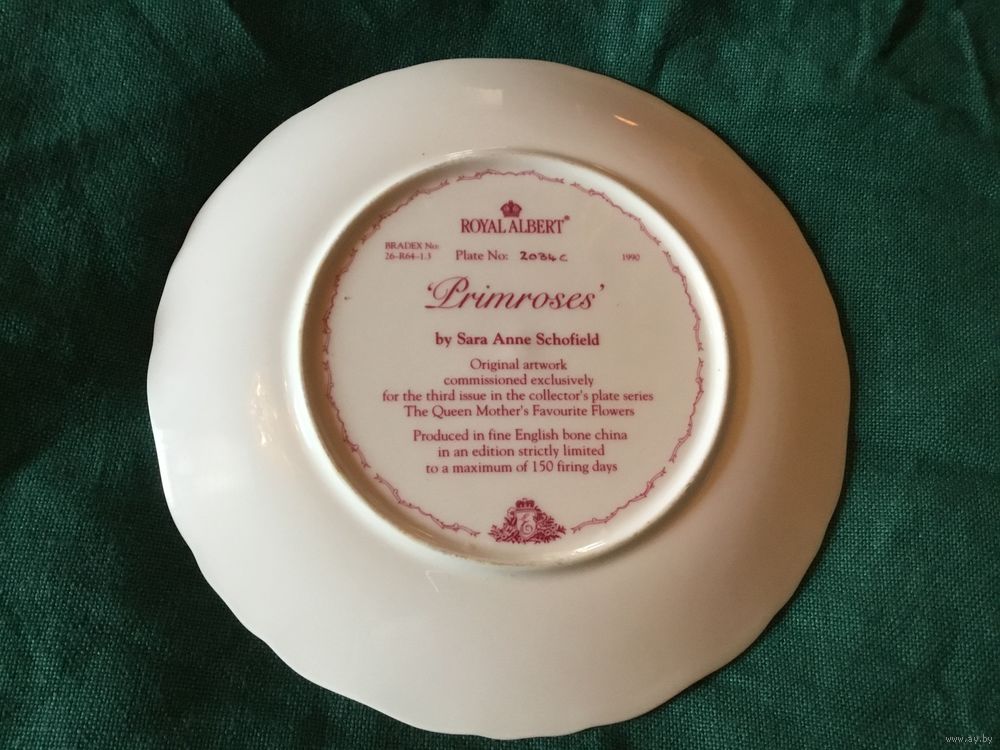 ROYAL ALBERT®
BRADEX No:
26-R64-1.3
Plate No: 2034C
1990
'Primroses'
by Sara Anne Schofield
Original artwork
commissioned exclusively
for the third issue in the collector's plate series
The Queen Mother's Favourite Flowers
Produced in fine English bone china
in an edition strictly limited
to a maximum of 150 firing days
www.ay.by